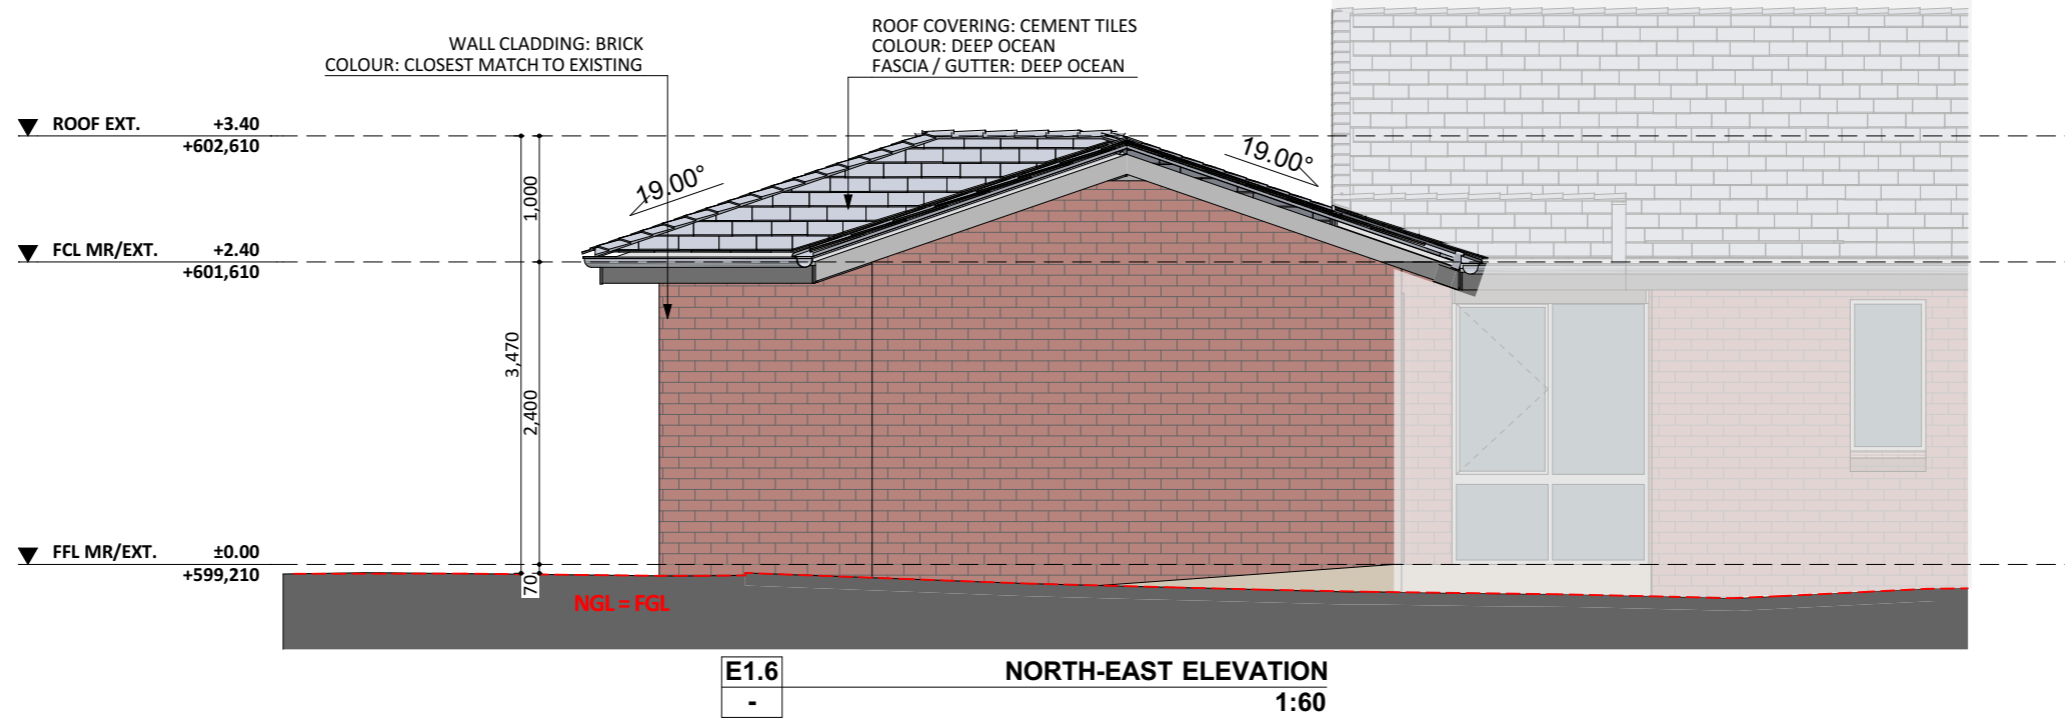 WALL CLADDING: BRICK
COLOUR: CLOSEST MATCH TO EXISTING
ROOF COVERING: CEMENT TILES
COLOUR: DEEP OCEAN
FASCIA / GUTTER: DEEP OCEAN
ROOF EXT. +3.40
+602,610
19.00°
19.00°
1,000
FCL MR/EXT. +2.40
+601,610
3,470
2,400
FFL MR/EXT. ±0.00
+599,210
70
NGL = FGL
E1.6 NORTH-EAST ELEVATION
- 1:60